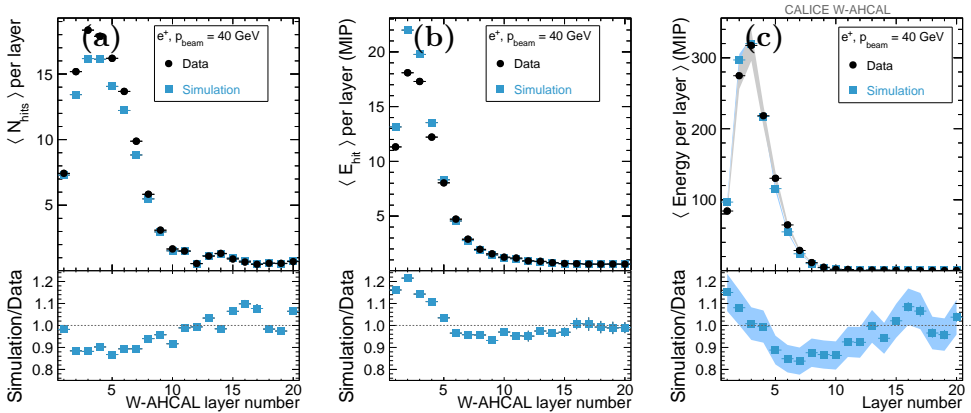 CALICE W-AHCAL
(a)
e⁺, p_beam = 40 GeV
Data
Simulation
⟨ N_hits ⟩ per layer
15
10
5
Simulation/Data
1.2
1.1
1.0
0.9
0.8
5 10 15 20
W-AHCAL layer number
(b)
e⁺, p_beam = 40 GeV
Data
Simulation
⟨ E_hit ⟩ per layer (MIP)
20
15
10
5
Simulation/Data
1.2
1.1
1.0
0.9
0.8
5 10 15 20
W-AHCAL layer number
(c)
e⁺, p_beam = 40 GeV
Data
Simulation
⟨ Energy per layer ⟩ (MIP)
300
200
100
Simulation/Data
1.2
1.1
1.0
0.9
0.8
5 10 15 20
Layer number